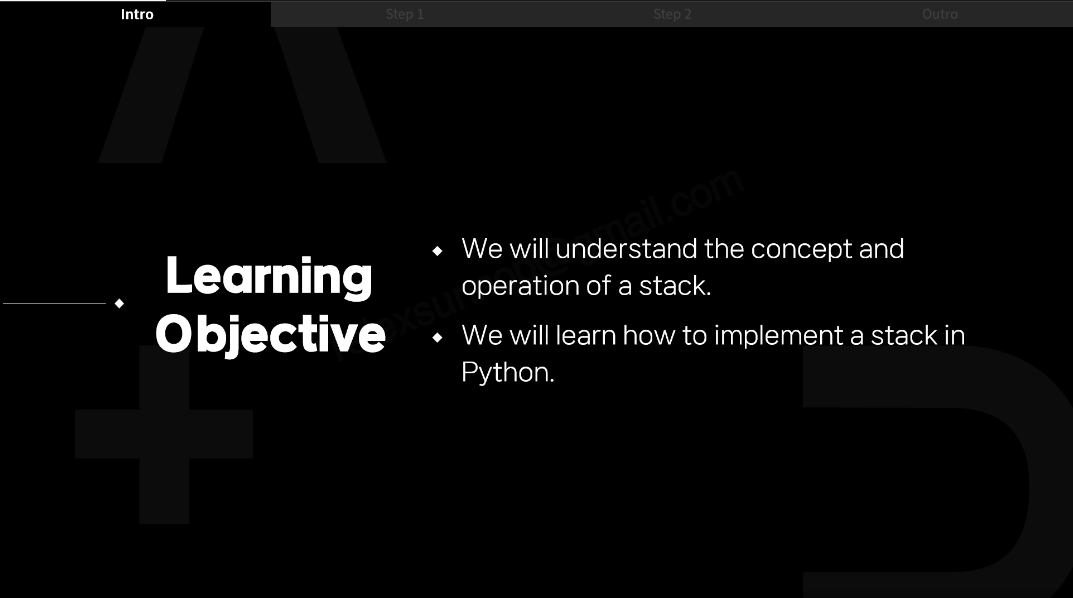 Intro
Step 1
Step 2
Outro
Learning
Objective
We will understand the concept and
operation of a stack.
We will learn how to implement a stack in
Python.